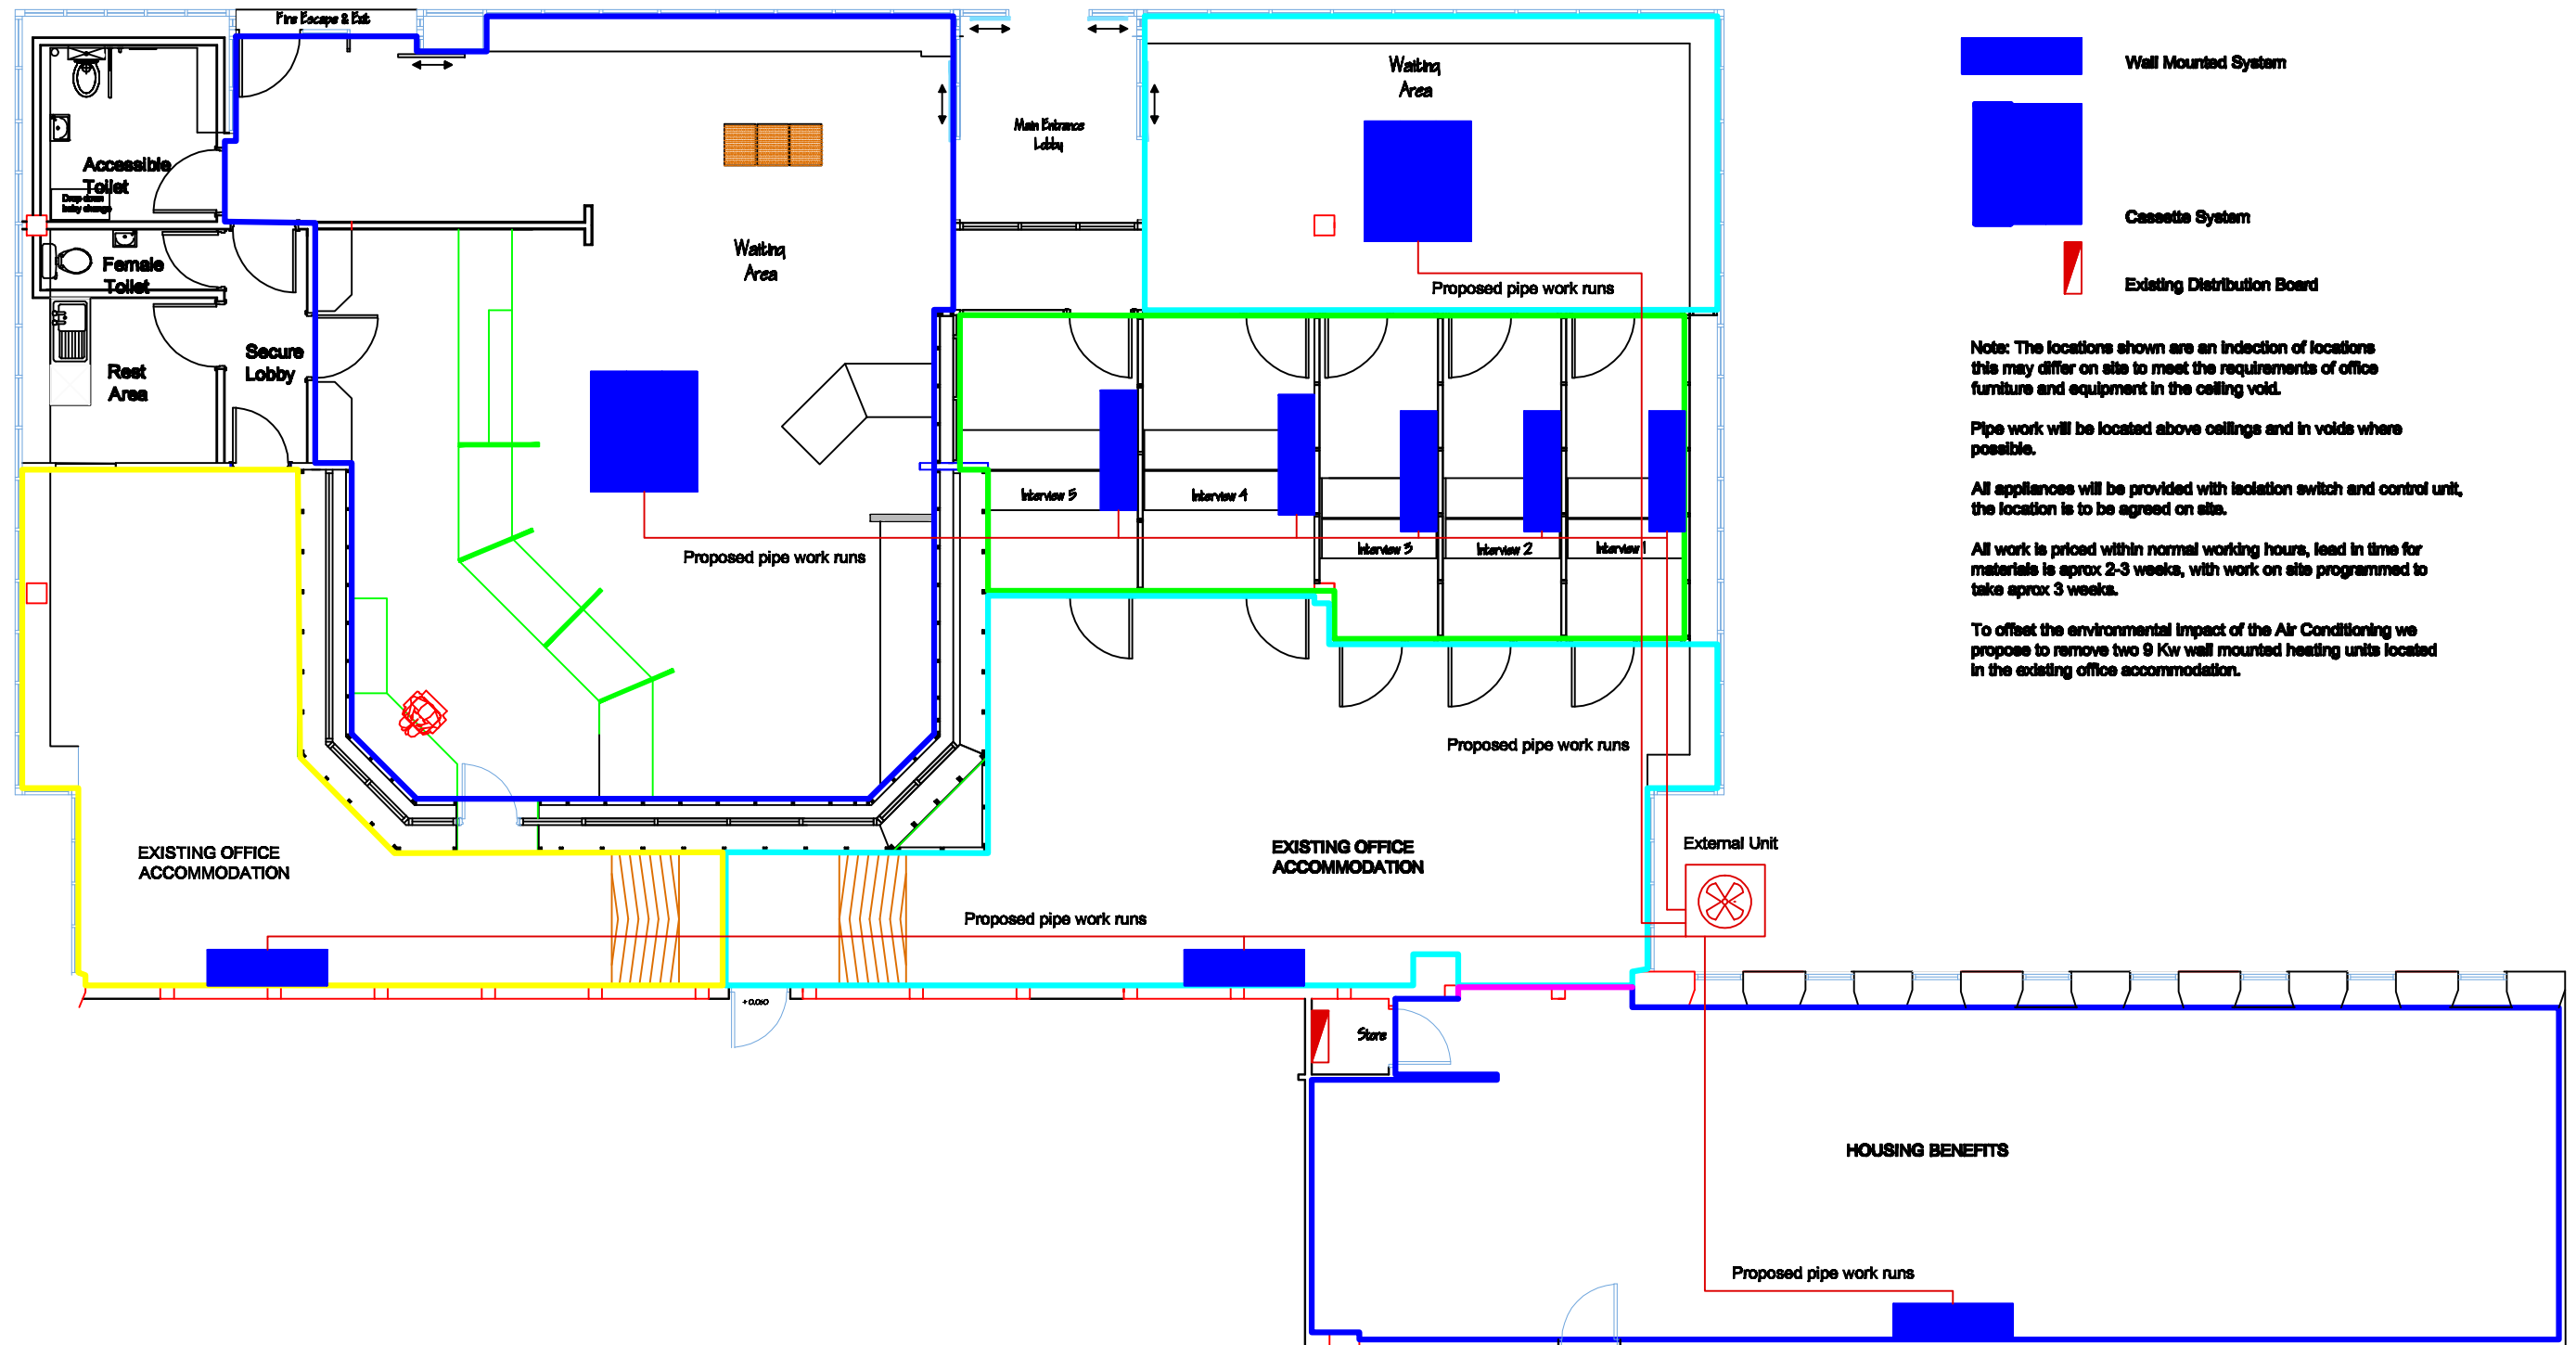 Fire Escape & Exit
Accessible
Toilet
Drop down
baby change
Female
Toilet
Rest
Area
Secure
Lobby
Waiting
Area
Main Entrance
Lobby
Waiting
Area
Proposed pipe work runs
Interview 5
Interview 4
Interview 3
Interview 2
Interview 1
Proposed pipe work runs
Proposed pipe work runs
EXISTING OFFICE
ACCOMMODATION
EXISTING OFFICE
ACCOMMODATION
External Unit
Proposed pipe work runs
+0.010
Store
HOUSING BENEFITS
Proposed pipe work runs
Wall Mounted System
Cassette System
Existing Distribution Board
Note: The locations shown are an indection of locations
this may differ on site to meet the requirements of office
furniture and equipment in the ceiling void.
Pipe work will be located above ceilings and in voids where
possible.
All appliances will be provided with isolation switch and control unit,
the location is to be agreed on site.
All work is priced within normal working hours, lead in time for
materials is aprox 2-3 weeks, with work on site programmed to
take aprox 3 weeks.
To offset the environmental impact of the Air Conditioning we
propose to remove two 9 Kw wall mounted heating units located
in the existing office accommodation.